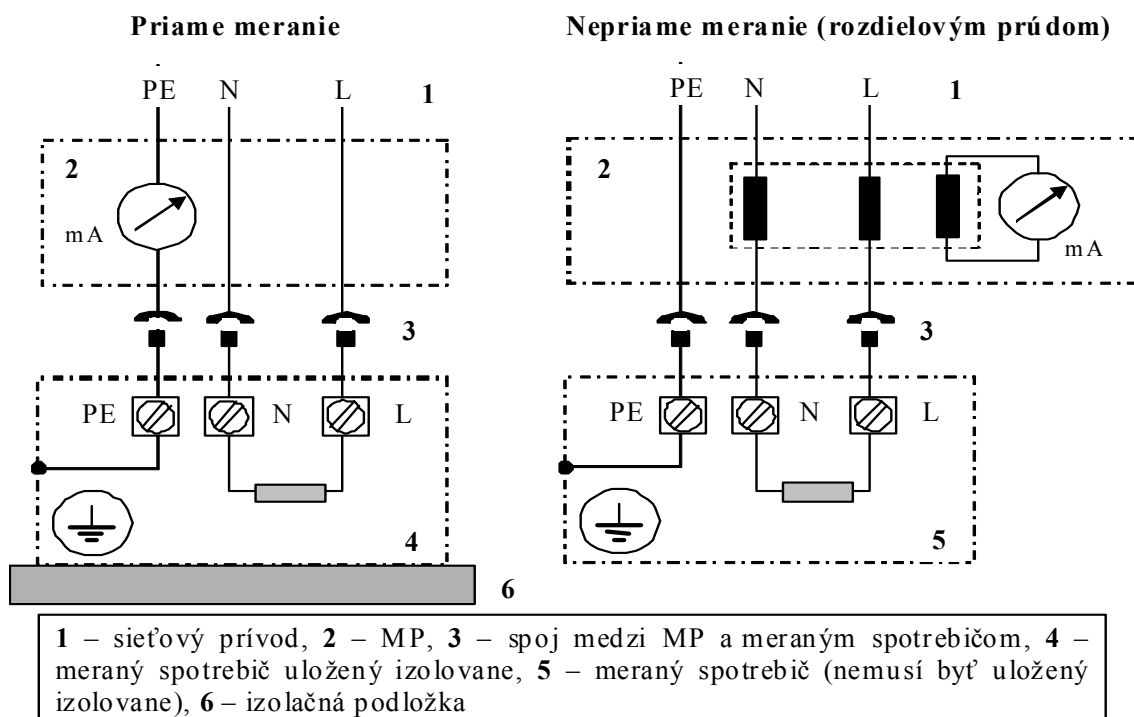 Priame meranie
Nepriame meranie (rozdielovým prúdom)
PE N L 1
PE N L 1
2
mA
2
mA
3
3
PE N L
PE N L
4
5
6
1 – sieťový prívod, 2 – MP, 3 – spoj medzi MP a meraným spotrebičom, 4 –
meraný spotrebič uložený izolovane, 5 – meraný spotrebič (nemusí byť uložený
izolovane), 6 – izolačná podložka